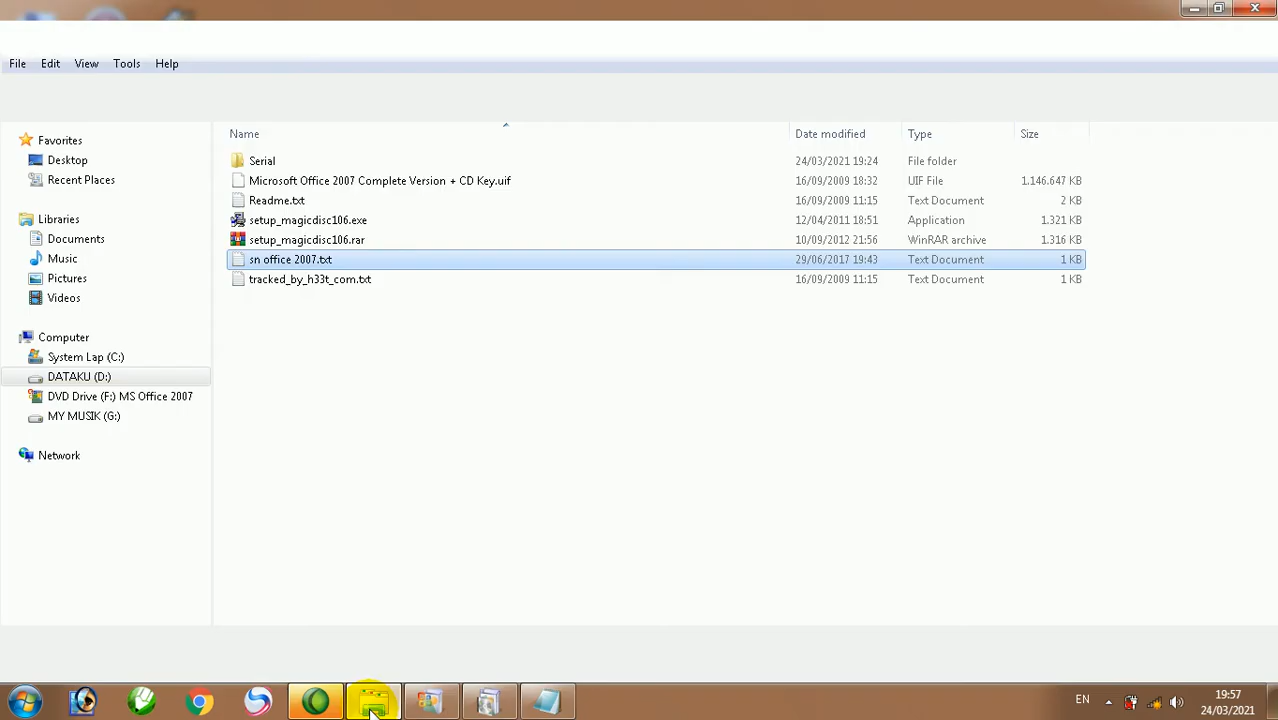 File Edit View Tools Help
Name Date modified Type Size
Favorites
Desktop
Recent Places
Libraries
Documents
Music
Pictures
Videos
Computer
System Lap (C:)
DATAKU (D:)
DVD Drive (F:) MS Office 2007
MY MUSIK (G:)
Network
Serial 24/03/2021 19:24 File folder
Microsoft Office 2007 Complete Version + CD Key.uif 16/09/2009 18:32 UIF File 1.146.647 KB
Readme.txt 16/09/2009 11:15 Text Document 2 KB
setup_magicdisc106.exe 12/04/2011 18:51 Application 1.321 KB
setup_magicdisc106.rar 10/09/2012 21:56 WinRAR archive 1.316 KB
sn office 2007.txt 29/06/2017 19:43 Text Document 1 KB
tracked_by_h33t_com.txt 16/09/2009 11:15 Text Document 1 KB
EN
19:57
24/03/2021